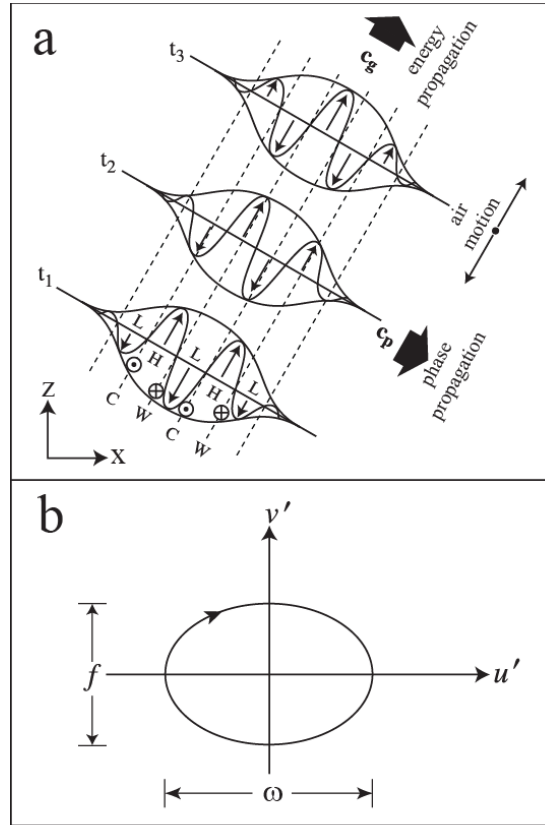 a
t3
t2
t1
cg
energy
propagation
air
motion
cp
phase
propagation
L
H
L
H
L
C
W
C
W
Z
X
b
v′
u′
f
ω